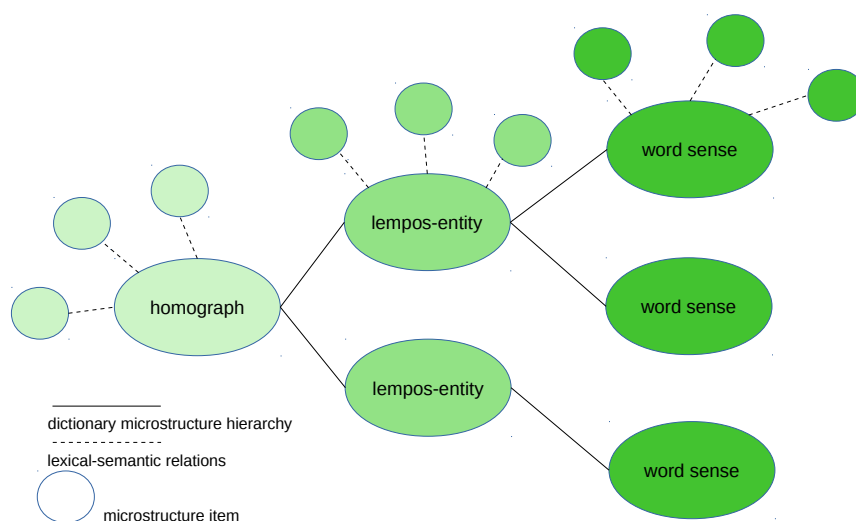 word sense
lempos-entity
homograph
word sense
lempos-entity
dictionary microstructure hierarchy
lexical-semantic relations
word sense
microstructure item